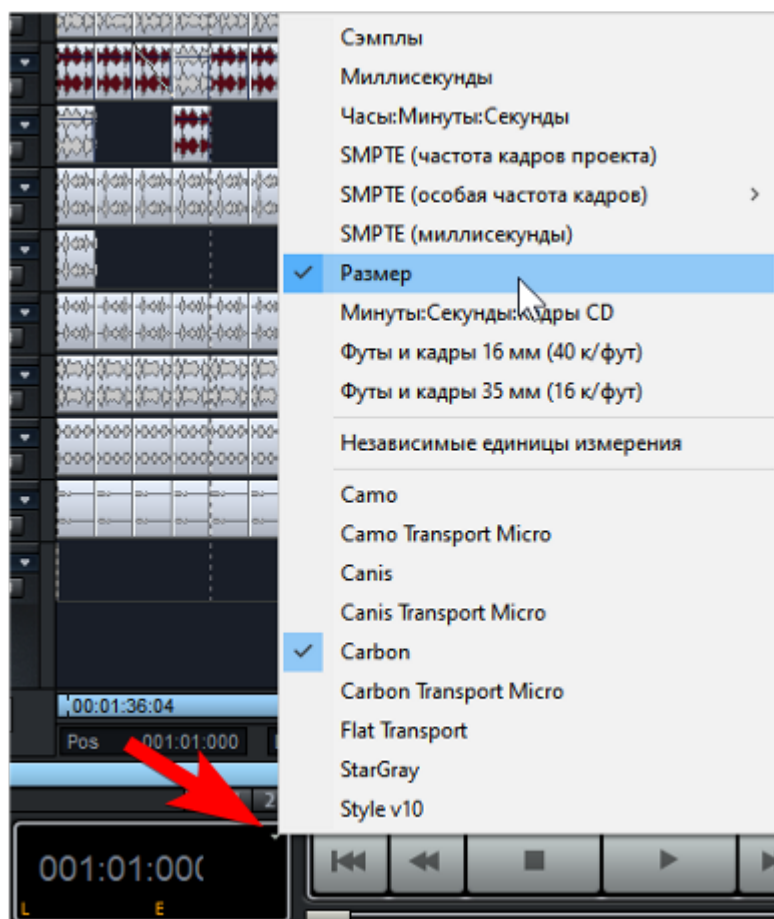 Сэмплы
Миллисекунды
Часы:Минуты:Секунды
SMPTE (частота кадров проекта)
SMPTE (особая частота кадров)
SMPTE (миллисекунды)
Размер
Минуты:Секунды:Кадры CD
Футы и кадры 16 мм (40 к/фут)
Футы и кадры 35 мм (16 к/фут)
Независимые единицы измерения
Camo
Camo Transport Micro
Canis
Canis Transport Micro
Carbon
Carbon Transport Micro
Flat Transport
StarGray
Style v10
00:01:36:04
Pos 001:01:000
2
001:01:000
L E